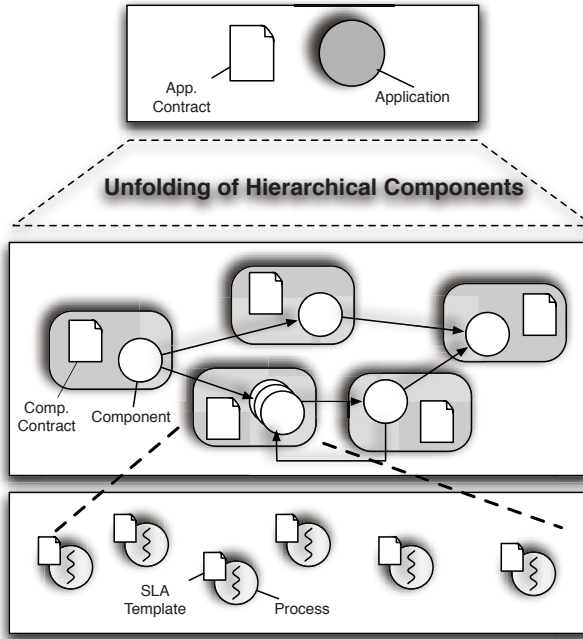 App.
Contract
Application
Unfolding of Hierarchical Components
Comp.
Contract
Component
SLA
Template
Process